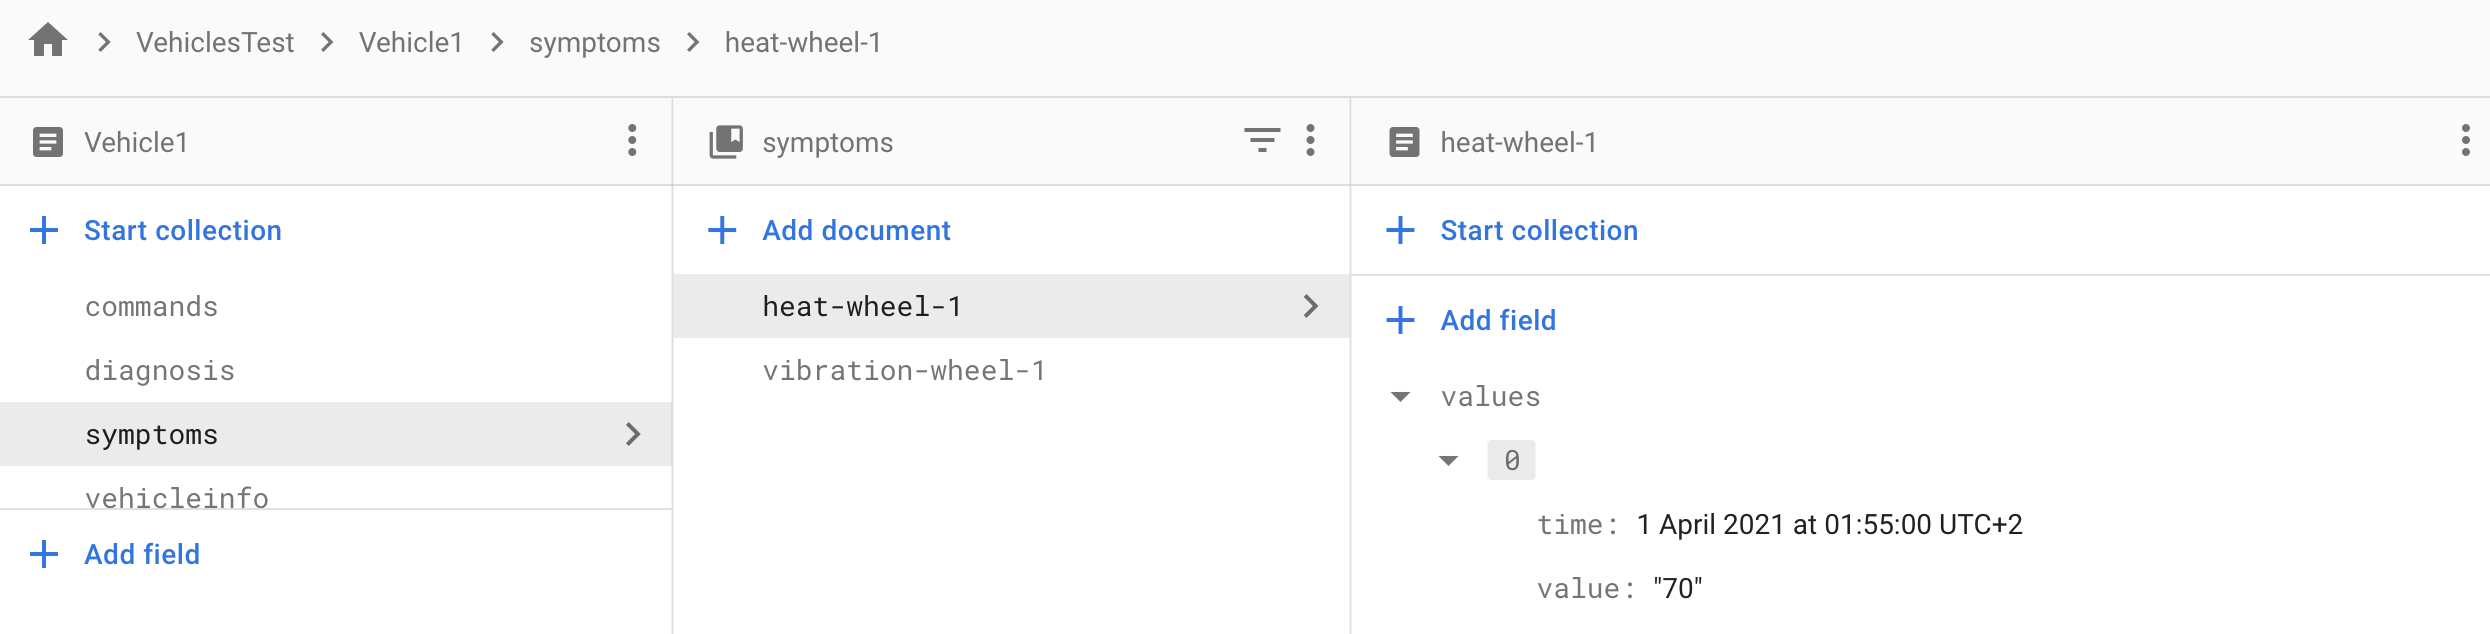 VehiclesTest > Vehicle1 > symptoms > heat-wheel-1
Vehicle1
Start collection
commands
diagnosis
symptoms
vehicleinfo
Add field
symptoms
Add document
heat-wheel-1
vibration-wheel-1
heat-wheel-1
Start collection
Add field
values
0
time: 1 April 2021 at 01:55:00 UTC+2
value: "70"